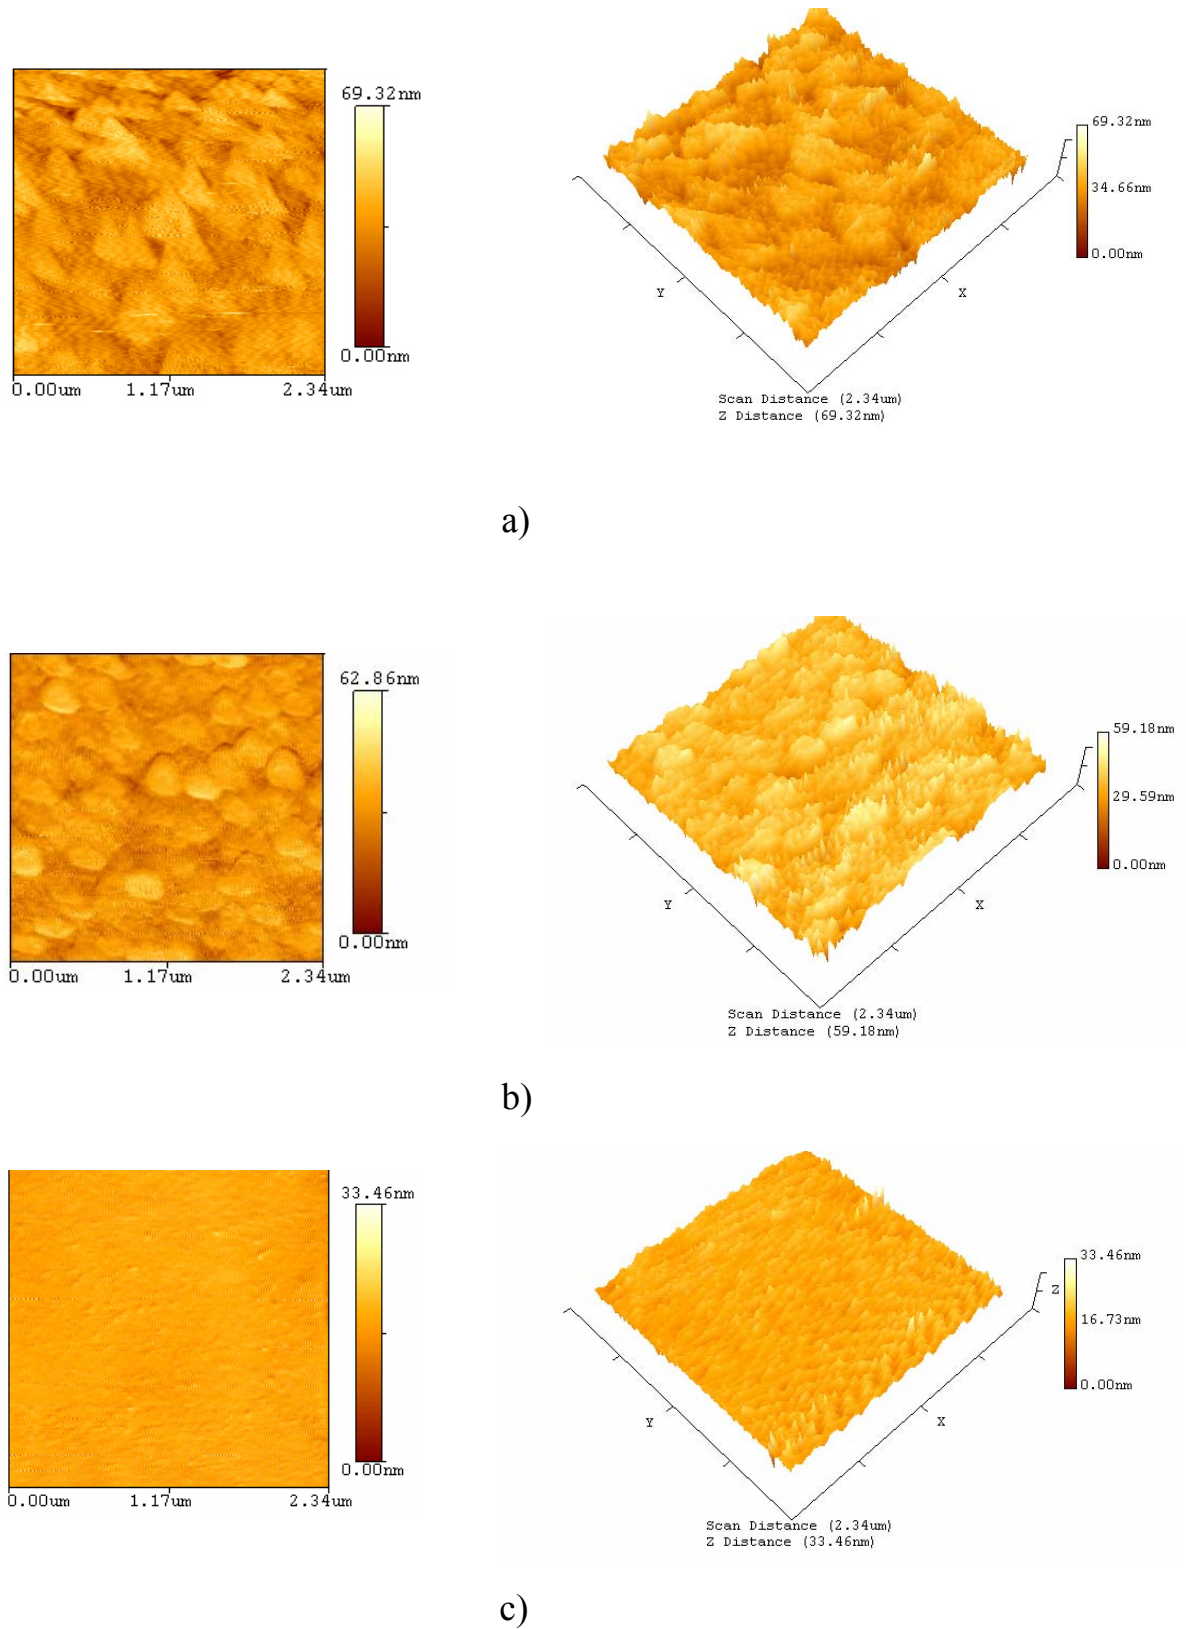 69.32nm
0.00nm
0.00um 1.17um 2.34um
69.32nm
34.66nm
0.00nm
Y
X
Scan Distance (2.34um)
Z Distance (69.32nm)
a)
62.86nm
0.00nm
0.00um 1.17um 2.34um
59.18nm
29.59nm
0.00nm
Y
X
Scan Distance (2.34um)
Z Distance (59.18nm)
b)
33.46nm
0.00nm
0.00um 1.17um 2.34um
33.46nm
Z
16.73nm
0.00nm
Y
X
Scan Distance (2.34um)
Z Distance (33.46nm)
c)